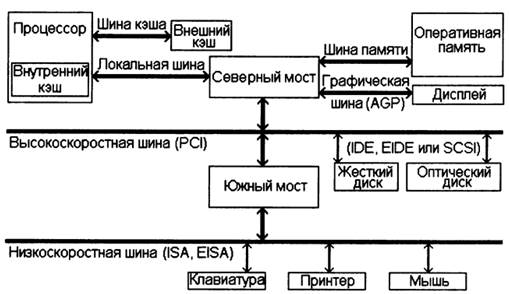 Процессор
Шина кэша
Внешний
кэш
Оперативная
память
Шина памяти
Внутренний
кэш
Локальная шина
Северный мост
Графическая
шина (AGP)
Дисплей
Высокоскоростная шина (PCI)
(IDE, EIDE или SCSI)
Жесткий
диск
Оптический
диск
Южный мост
Низкоскоростная шина (ISA, EISA)
Клавиатура
Принтер
Мышь